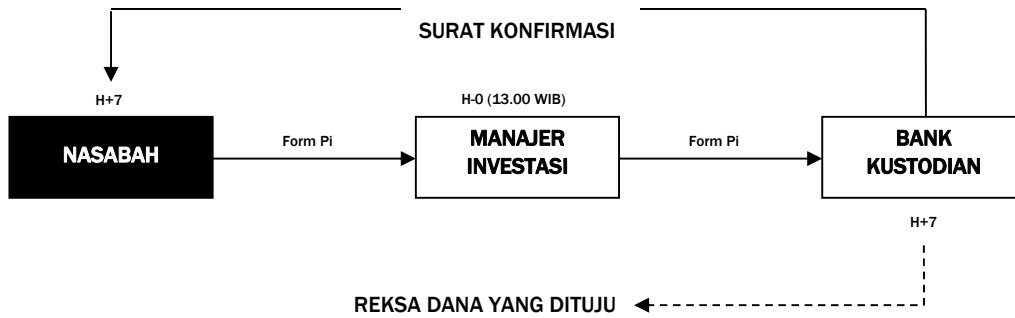 SURAT KONFIRMASI
H+7
H-0 (13.00 WIB)
NASABAH
Form Pi
MANAJER
INVESTASI
Form Pi
BANK
KUSTODIAN
H+7
REKSA DANA YANG DITUJU